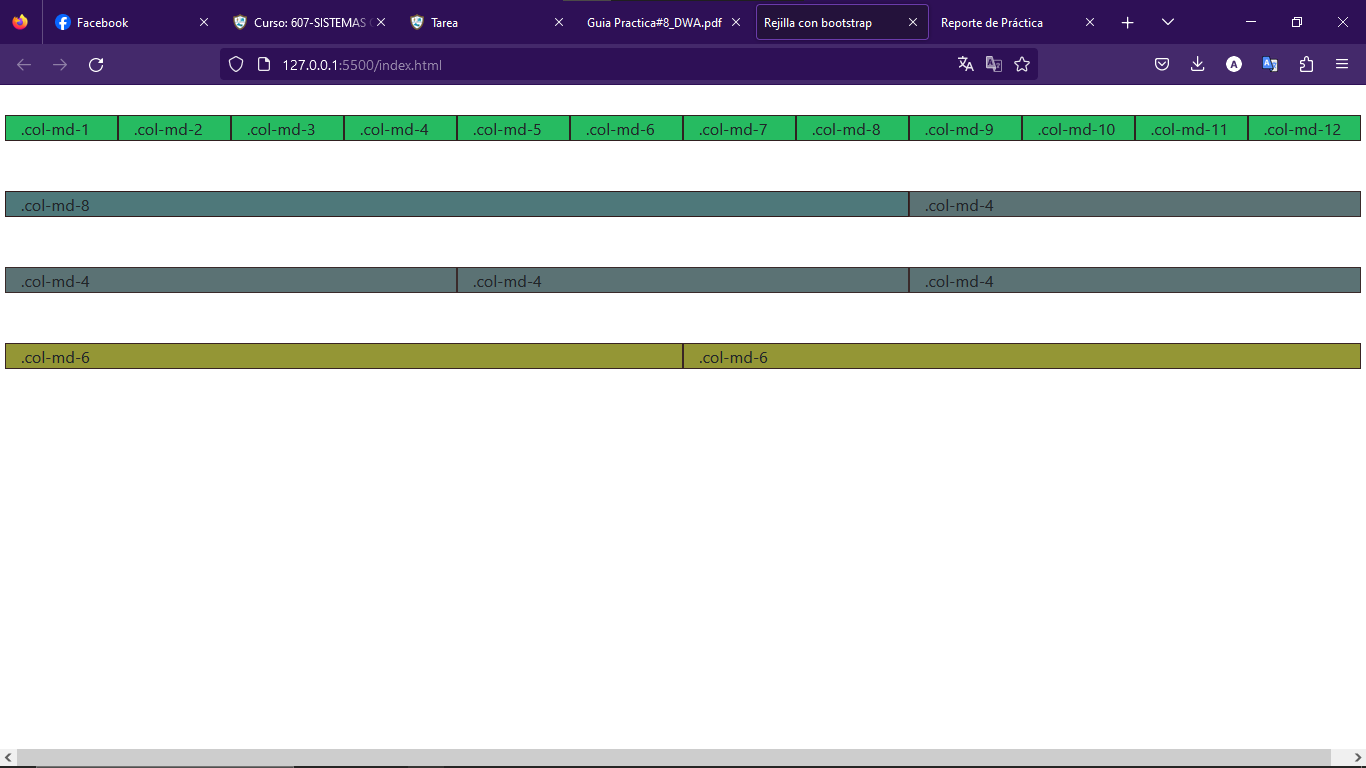 Facebook
Curso: 607-SISTEMAS
Tarea
Guia Practica#8_DWA.pdf
Rejilla con bootstrap
Reporte de Práctica
127.0.0.1:5500/index.html
A
.col-md-1 .col-md-2 .col-md-3 .col-md-4 .col-md-5 .col-md-6 .col-md-7 .col-md-8 .col-md-9 .col-md-10 .col-md-11 .col-md-12
.col-md-8 .col-md-4
.col-md-4 .col-md-4 .col-md-4
.col-md-6 .col-md-6